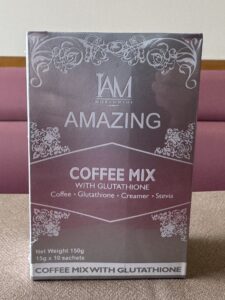 IAM
WORLDWIDE
AMAZING
COFFEE MIX
WITH GLUTATHIONE
Coffee • Glutathione • Creamer • Stevia
Net Weight 150g
15g x 10 sachets
COFFEE MIX WITH GLUTATHIONE